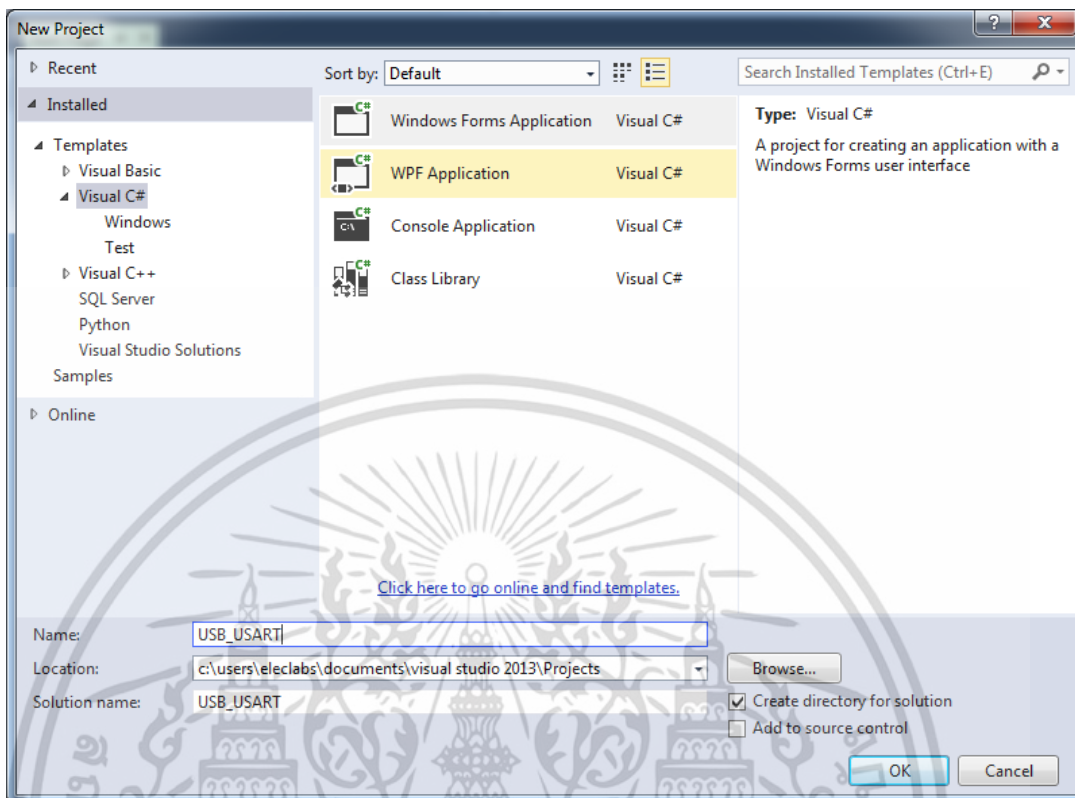 New Project
Recent
Installed
Templates
Visual Basic
Visual C#
Windows
Test
Visual C++
SQL Server
Python
Visual Studio Solutions
Samples
Online
Sort by: Default
Search Installed Templates (Ctrl+E)
C# Windows Forms Application Visual C#
C# WPF Application Visual C#
C# Console Application Visual C#
C# Class Library Visual C#
Type: Visual C#
A project for creating an application with a
Windows Forms user interface
Click here to go online and find templates.
Name: USB_USART
Location: c:\users\eleclabs\documents\visual studio 2013\Projects
Browse...
Solution name: USB_USART
Create directory for solution
Add to source control
OK Cancel